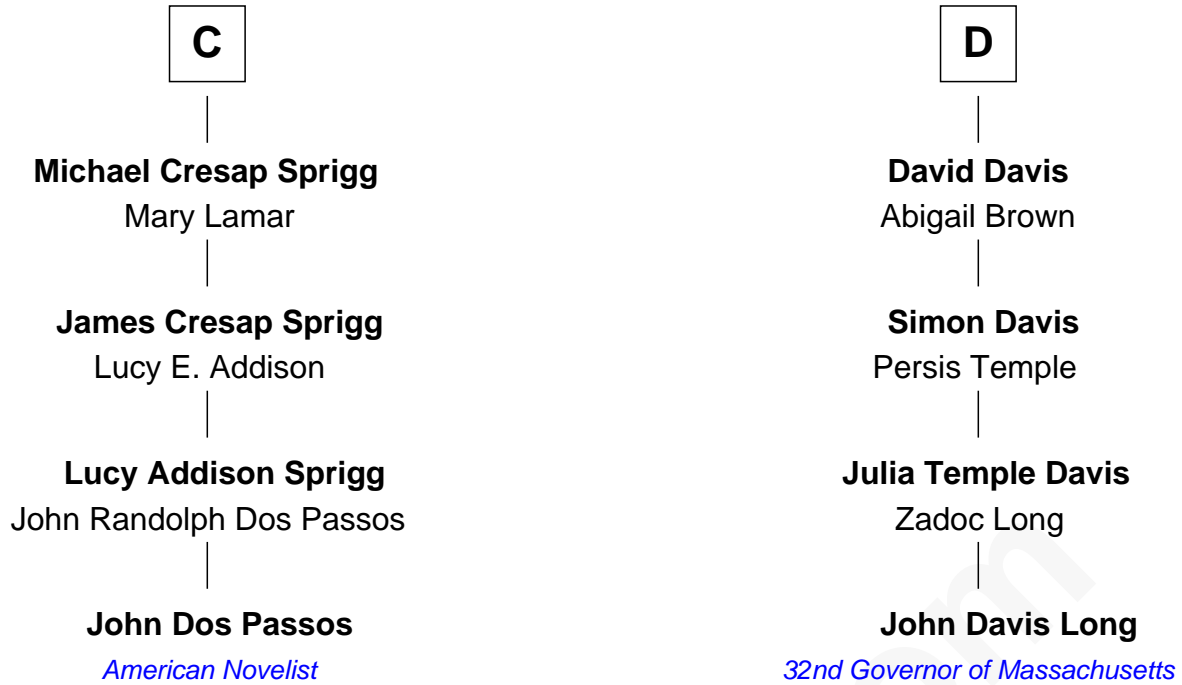 C
Michael Cresap Sprigg
Mary Lamar
James Cresap Sprigg
Lucy E. Addison
Lucy Addison Sprigg
John Randolph Dos Passos
John Dos Passos
American Novelist
D
David Davis
Abigail Brown
Simon Davis
Persis Temple
Julia Temple Davis
Zadoc Long
John Davis Long
32nd Governor of Massachusetts